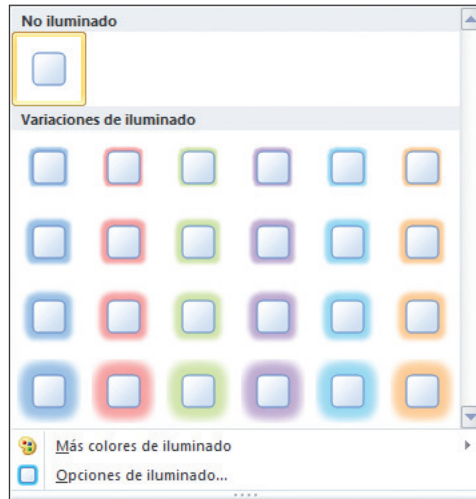 No iluminado
Variaciones de iluminado
Más colores de iluminado
Opciones de iluminado...